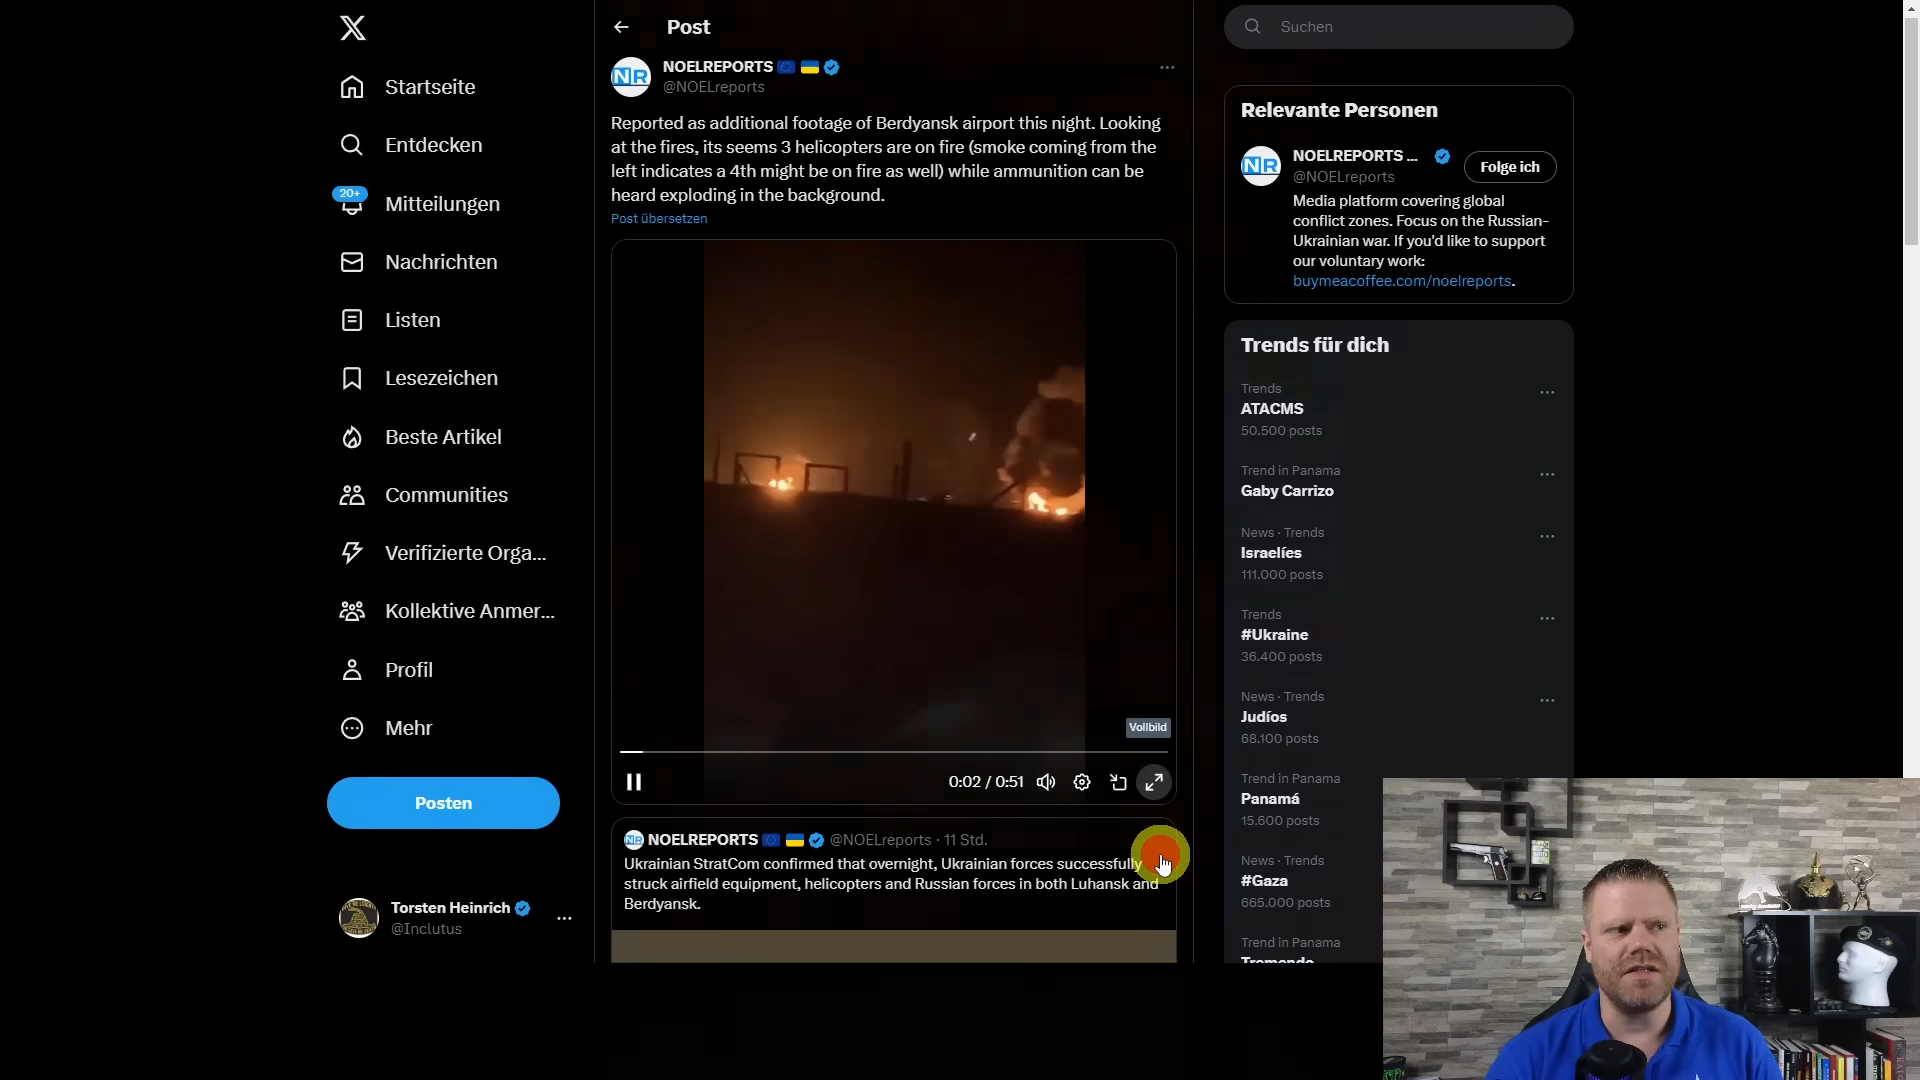 Startseite
Entdecken
20+
Mitteilungen
Nachrichten
Listen
Lesezeichen
Beste Artikel
Communities
Verifizierte Orga...
Kollektive Anmer...
Profil
Mehr
Posten
Torsten Heinrich
@Inclutus
Post
NR
NOELREPORTS
@NOELreports
Reported as additional footage of Berdyansk airport this night. Looking
at the fires, its seems 3 helicopters are on fire (smoke coming from the
left indicates a 4th might be on fire as well) while ammunition can be
heard exploding in the background.
Post übersetzen
Vollbild
0:02 / 0:51
NR
NOELREPORTS @NOELreports · 11 Std.
Ukrainian StratCom confirmed that overnight, Ukrainian forces successfully
struck airfield equipment, helicopters and Russian forces in both Luhansk and
Berdyansk.
Suchen
Relevante Personen
NR
NOELREPORTS ...
@NOELreports
Folge ich
Media platform covering global
conflict zones. Focus on the Russian-
Ukrainian war. If you'd like to support
our voluntary work:
buymeacoffee.com/noelreports.
Trends für dich
Trends
ATACMS
50.500 posts
Trend in Panama
Gaby Carrizo
News · Trends
Israelíes
111.000 posts
Trends
#Ukraine
36.400 posts
News · Trends
Judíos
68.100 posts
Trend in Panama
Panamá
15.600 posts
News · Trends
#Gaza
665.000 posts
Trend in Panama
Tremendo